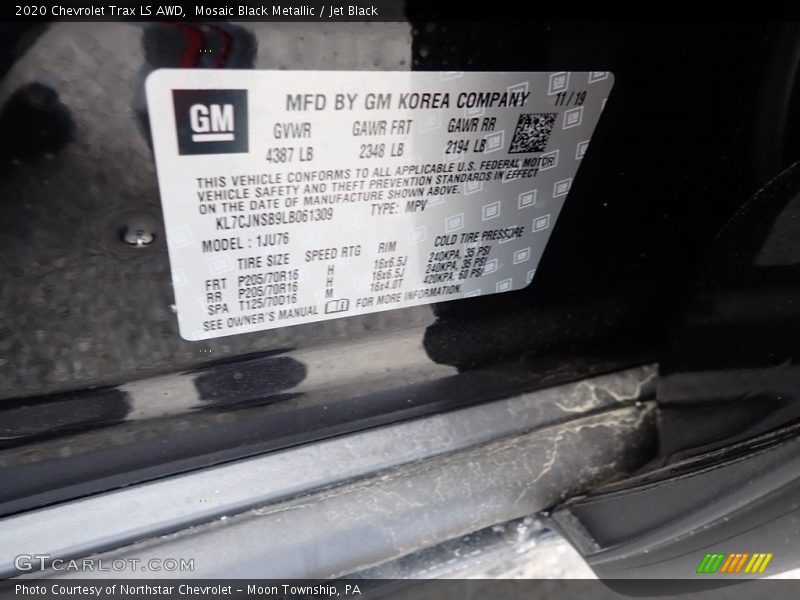 2020 Chevrolet Trax LS AWD,  Mosaic Black Metallic / Jet Black
GM
MFD BY GM KOREA COMPANY 11 / 19
GVWR GAWR FRT GAWR RR
4387 LB 2348 LB 2194 LB
THIS VEHICLE CONFORMS TO ALL APPLICABLE U.S. FEDERAL MOTOR
VEHICLE SAFETY AND THEFT PREVENTION STANDARDS IN EFFECT
ON THE DATE OF MANUFACTURE SHOWN ABOVE.
KL7CJNSB9LB061309 TYPE: MPV
MODEL : 1JU76
TIRE SIZE SPEED RTG RIM COLD TIRE PRESSURE
FRT P205/70R16 H 16x6.5J 240KPA, 35 PSI
RR P205/70R16 H 16x6.5J 240KPA, 35 PSI
SPA T125/70D16 M 16x4.0T 420KPA, 60 PSI
SEE OWNER'S MANUAL FOR MORE INFORMATION.
GTCARLOT.COM
Photo Courtesy of Northstar Chevrolet - Moon Township, PA